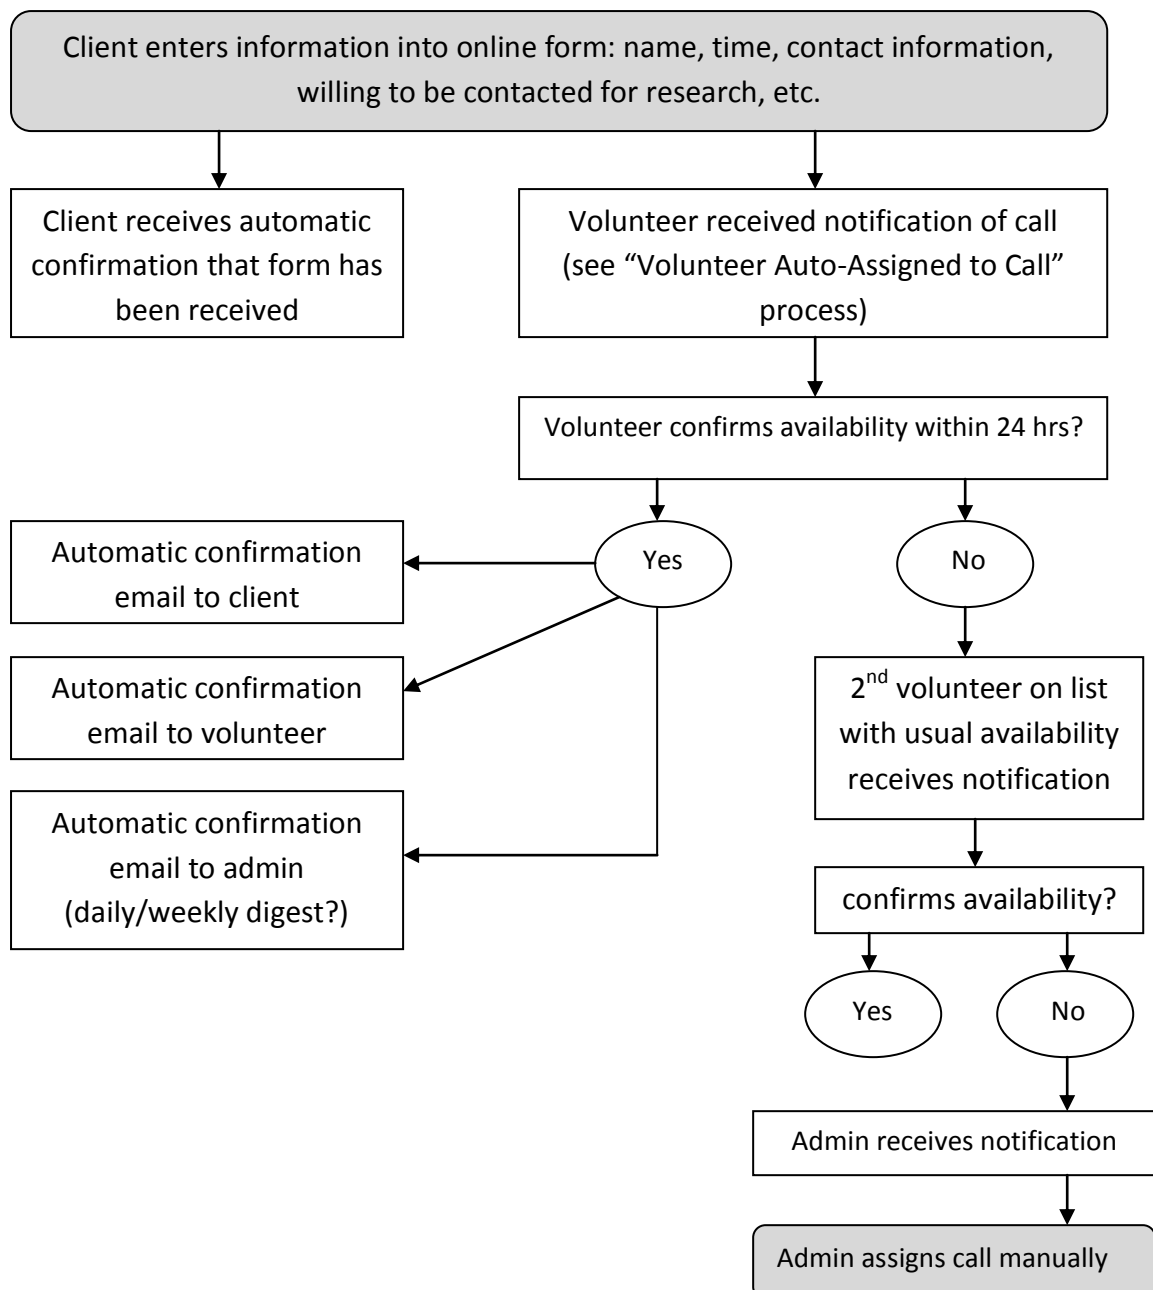 Client enters information into online form: name, time, contact information,
willing to be contacted for research, etc.
Client receives automatic
confirmation that form has
been received
Volunteer received notification of call
(see “Volunteer Auto-Assigned to Call”
process)
Volunteer confirms availability within 24 hrs?
Yes
No
Automatic confirmation
email to client
Automatic confirmation
email to volunteer
Automatic confirmation
email to admin
(daily/weekly digest?)
2nd volunteer on list
with usual availability
receives notification
confirms availability?
Yes
No
Admin receives notification
Admin assigns call manually